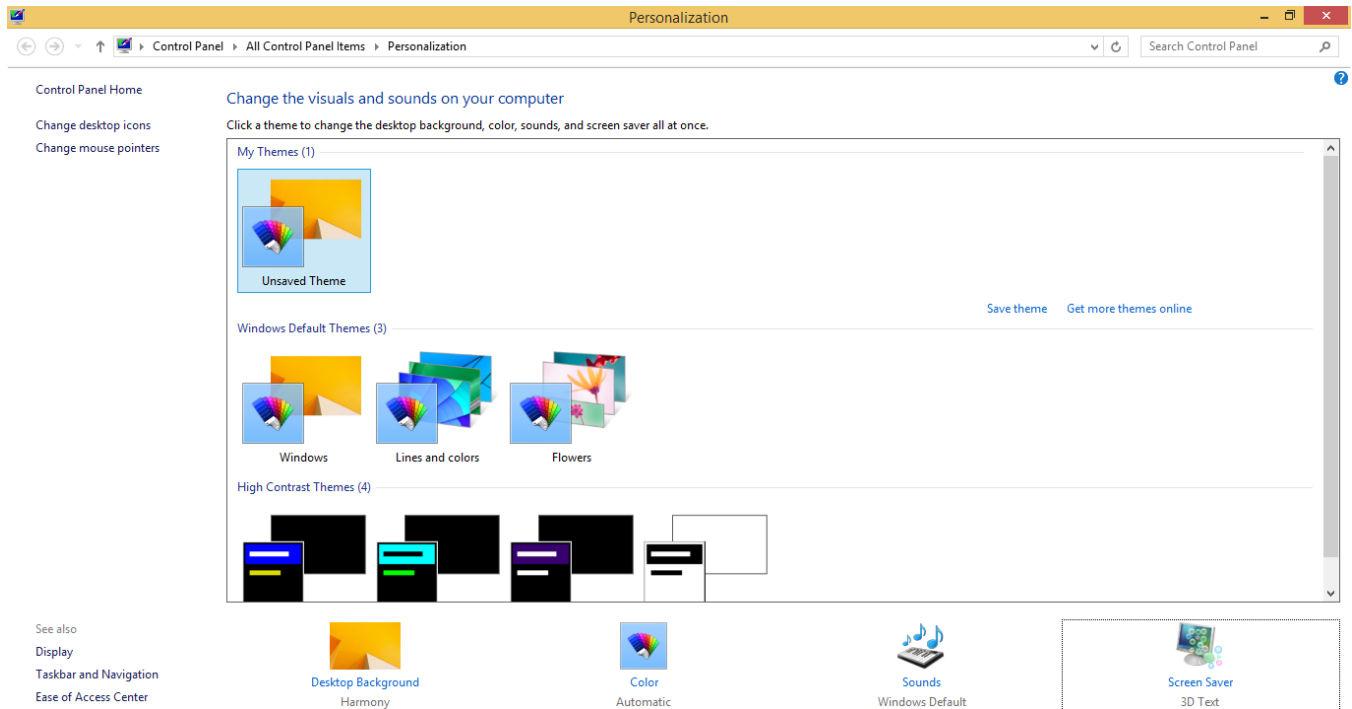 Personalization
Control Panel All Control Panel Items Personalization
Search Control Panel
Control Panel Home
Change desktop icons
Change mouse pointers
Change the visuals and sounds on your computer
Click a theme to change the desktop background, color, sounds, and screen saver all at once.
My Themes (1)
Unsaved Theme
Save theme Get more themes online
Windows Default Themes (3)
Windows Lines and colors Flowers
High Contrast Themes (4)
See also
Display
Taskbar and Navigation
Ease of Access Center
Desktop Background
Harmony
Color
Automatic
Sounds
Windows Default
Screen Saver
3D Text